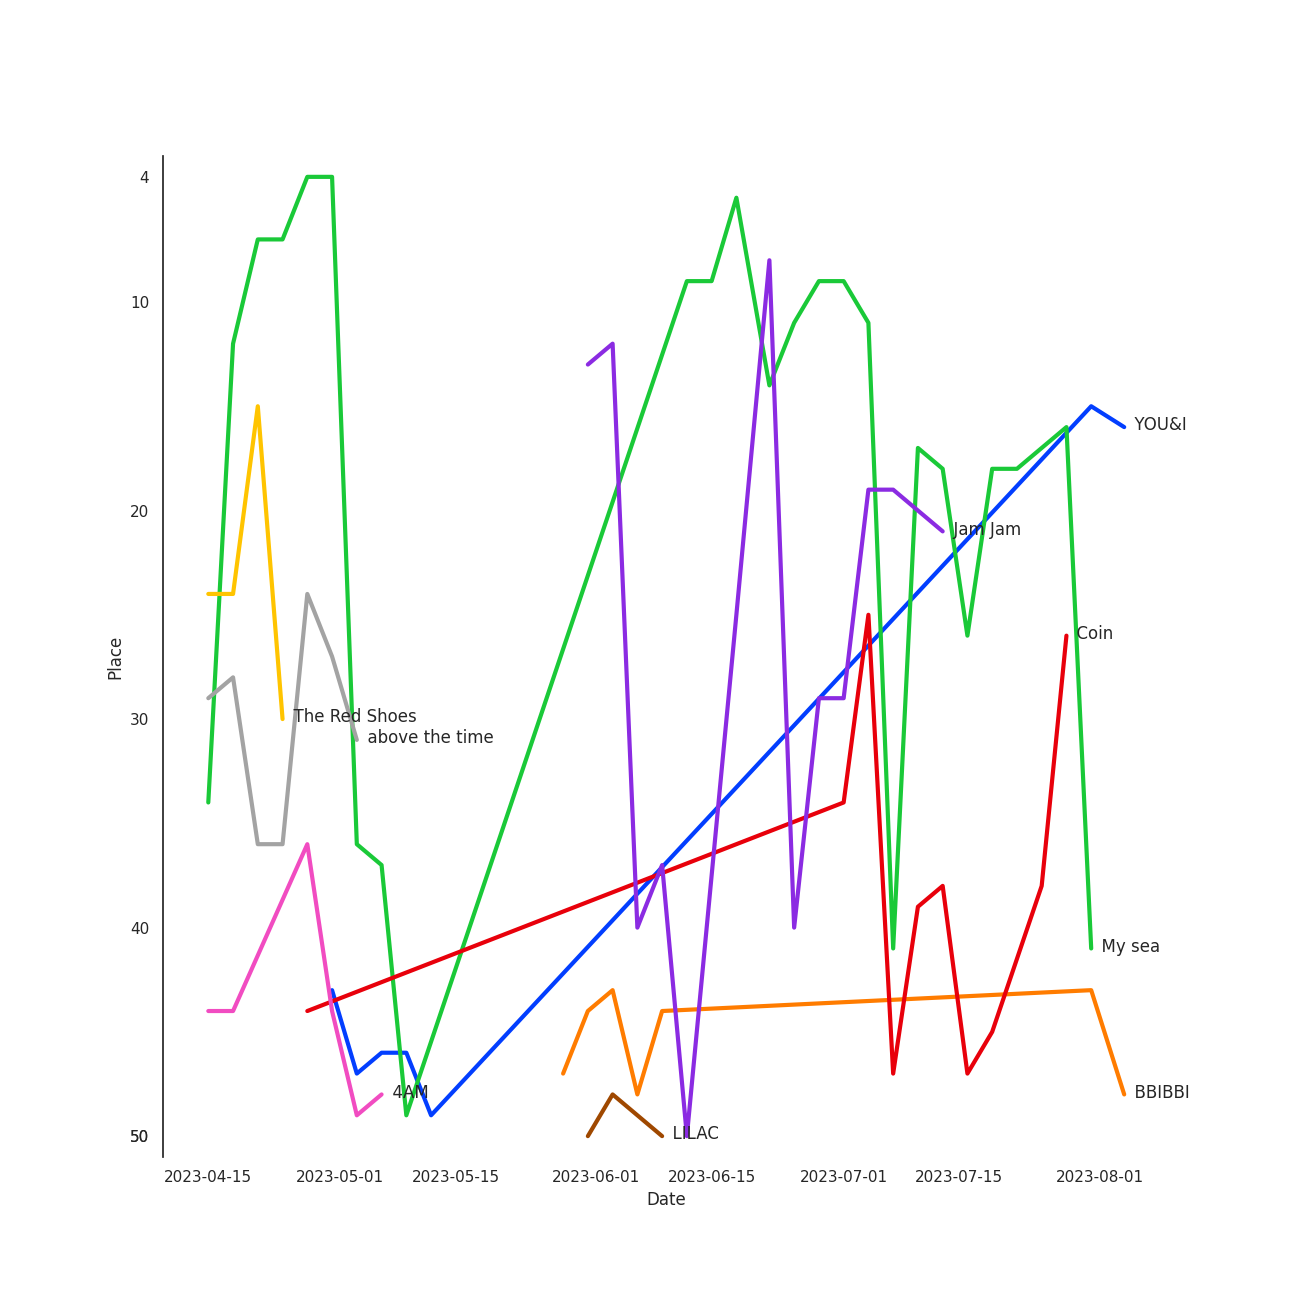 4
10
YOU&I
20
Jam Jam
Coin
Place
30
The Red Shoes
above the time
40
My sea
4AM
BBIBBI
LILAC
50
2023-04-15
2023-05-01
2023-05-15
2023-06-01
2023-06-15
2023-07-01
2023-07-15
2023-08-01
Date